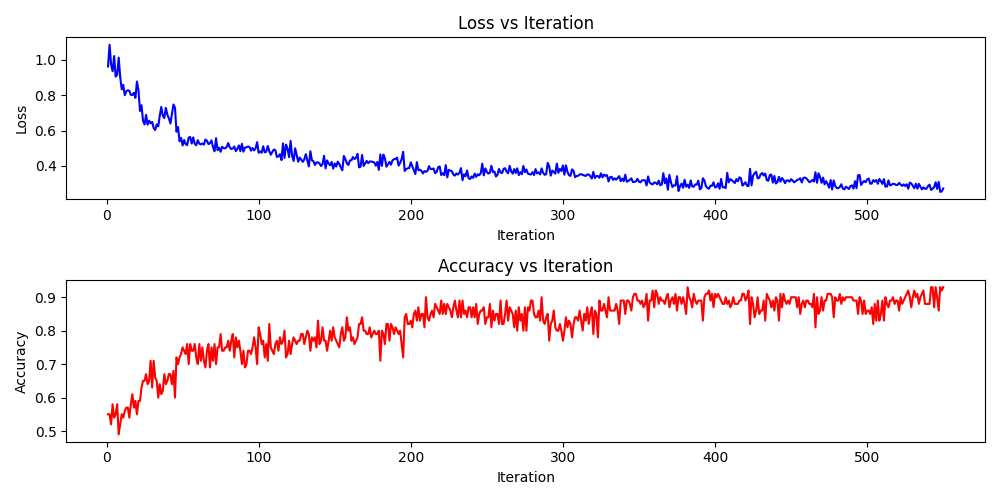 Loss vs Iteration
1.0
0.8
0.6
0.4
Loss
0 100 200 300 400 500
Iteration
Accuracy vs Iteration
0.9
0.8
0.7
0.6
0.5
Accuracy
0 100 200 300 400 500
Iteration